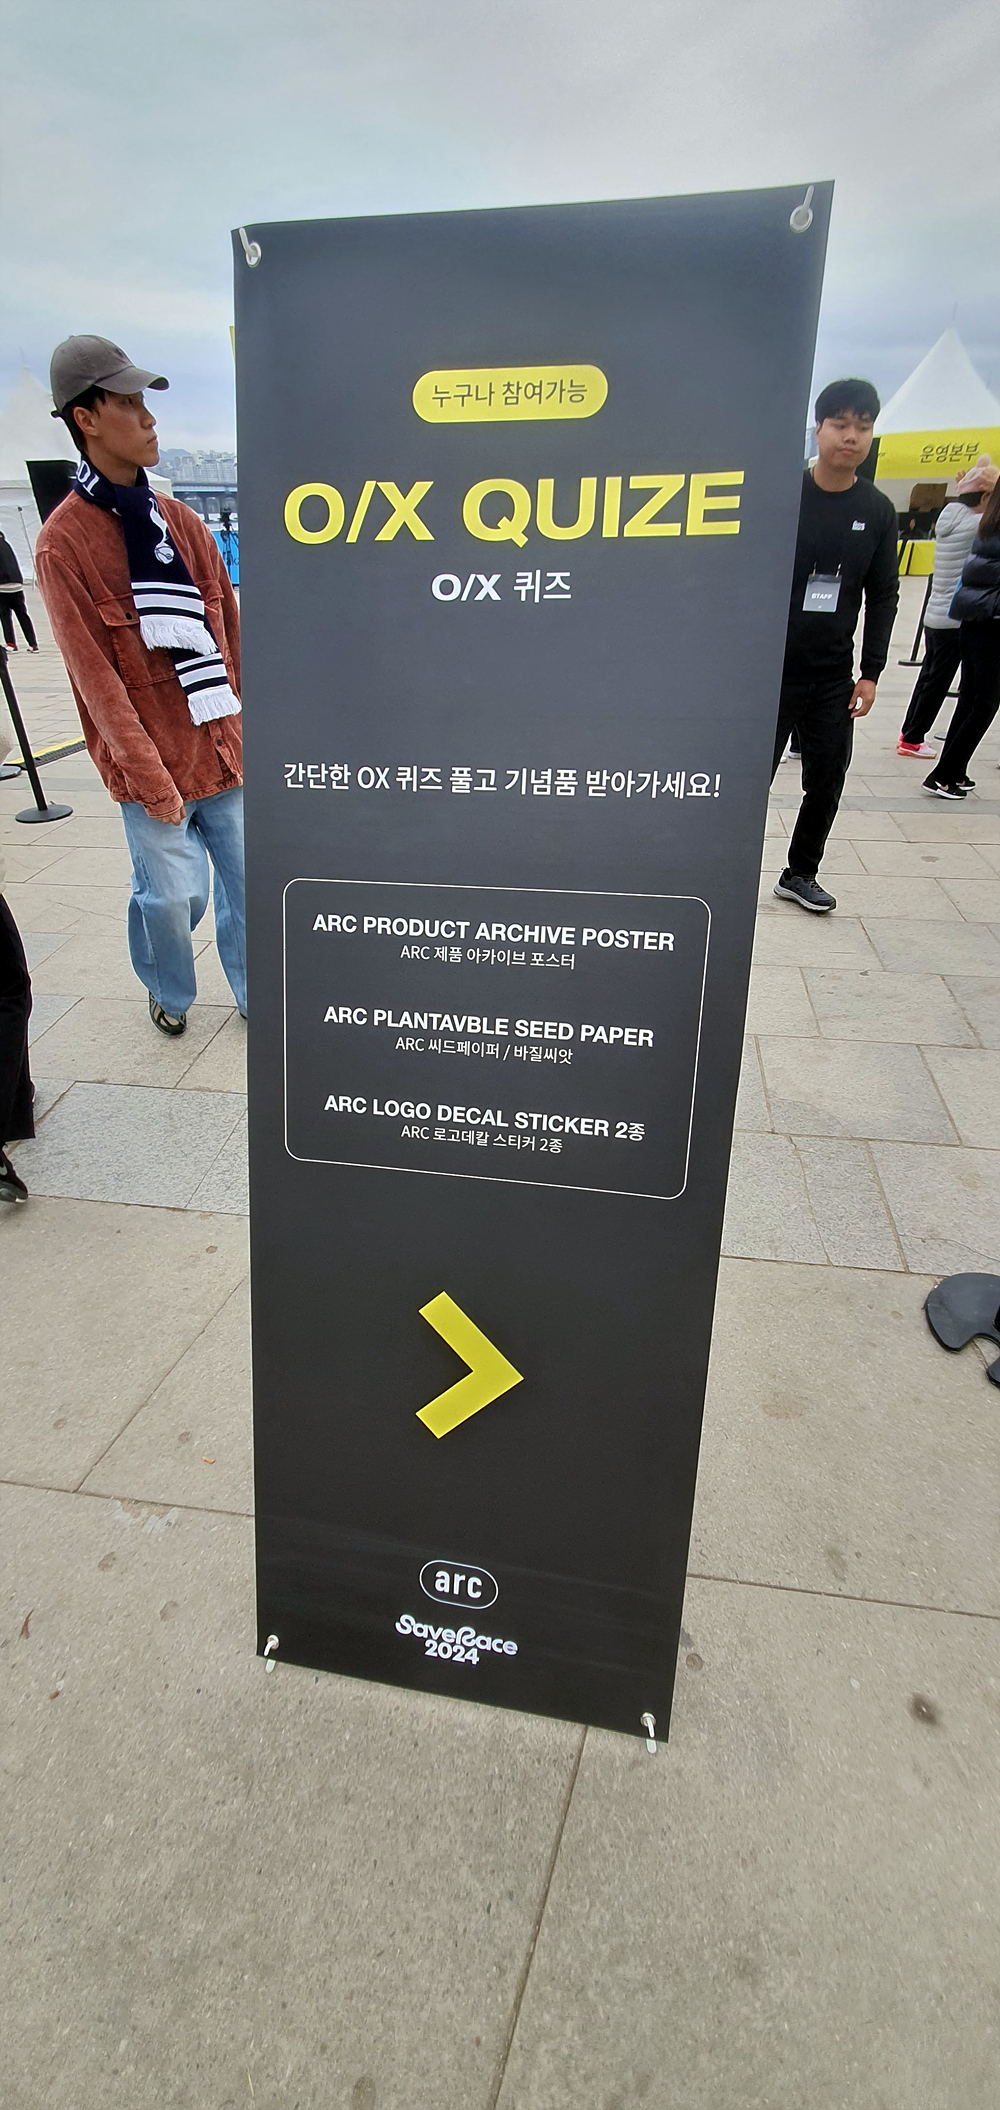 누구나 참여가능
O/X QUIZE
O/X 퀴즈
간단한 OX 퀴즈 풀고 기념품 받아가세요!
ARC PRODUCT ARCHIVE POSTER
ARC 제품 아카이브 포스터
ARC PLANTAVBLE SEED PAPER
ARC 씨드페이퍼 / 바질씨앗
ARC LOGO DECAL STICKER 2종
ARC 로고데칼 스티커 2종
arc
SaveRace
2024
운영본부
STAFF